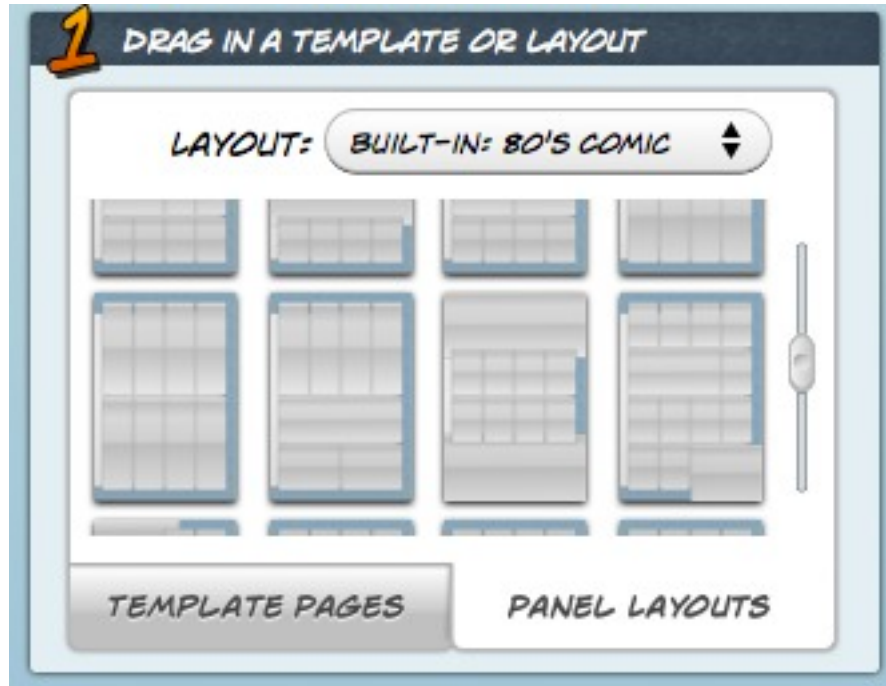 1 DRAG IN A TEMPLATE OR LAYOUT
LAYOUT: BUILT-IN: 80'S COMIC
TEMPLATE PAGES PANEL LAYOUTS